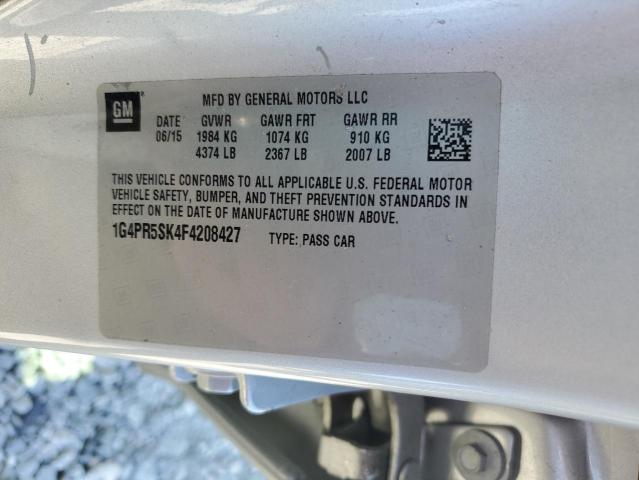 GM
MFD BY GENERAL MOTORS LLC
DATE GVWR GAWR FRT GAWR RR
06/15 1984 KG 1074 KG 910 KG
4374 LB 2367 LB 2007 LB
THIS VEHICLE CONFORMS TO ALL APPLICABLE U.S. FEDERAL MOTOR
VEHICLE SAFETY, BUMPER, AND THEFT PREVENTION STANDARDS IN
EFFECT ON THE DATE OF MANUFACTURE SHOWN ABOVE.
1G4PR5SK4F4208427 TYPE: PASS CAR